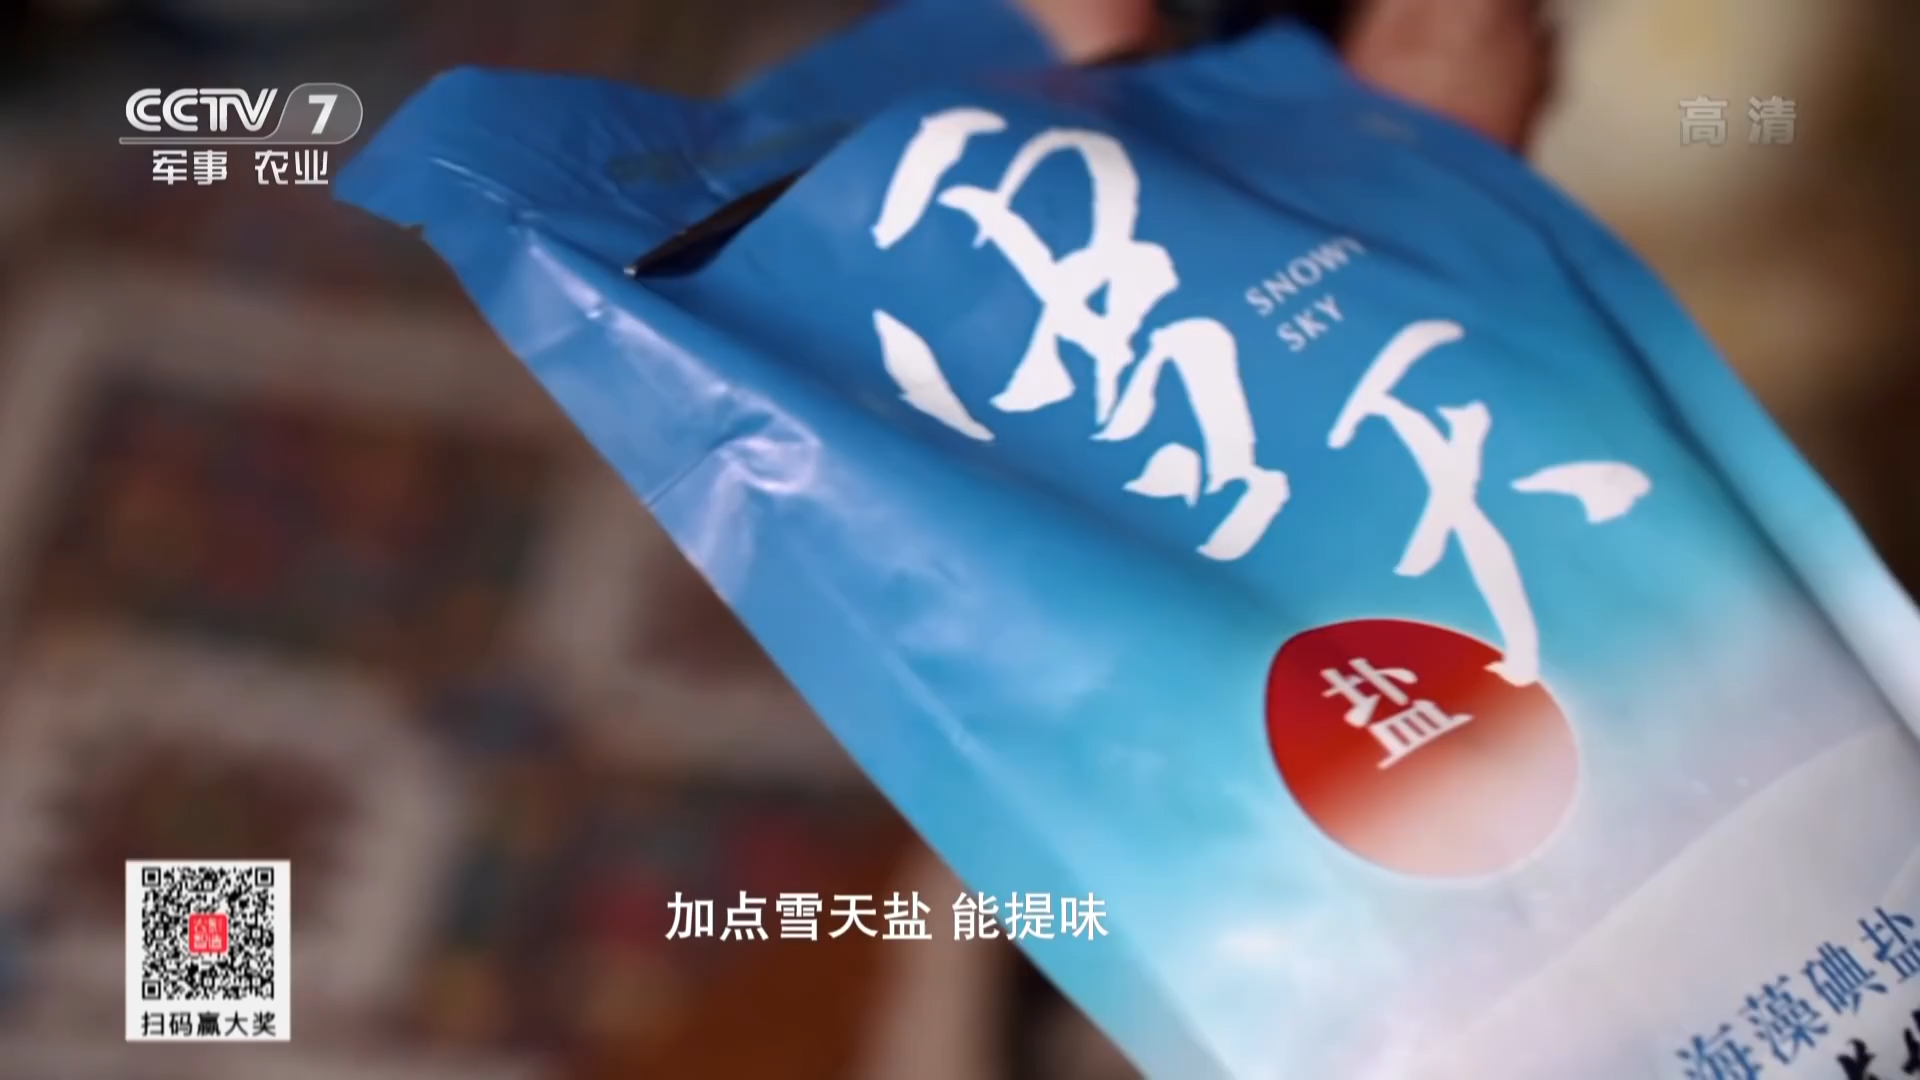 CCTV 7
军事 农业
高清
雪天
SNOWY
SKY
盐
海藻碘盐
加点雪天盐 能提味
扫码赢大奖